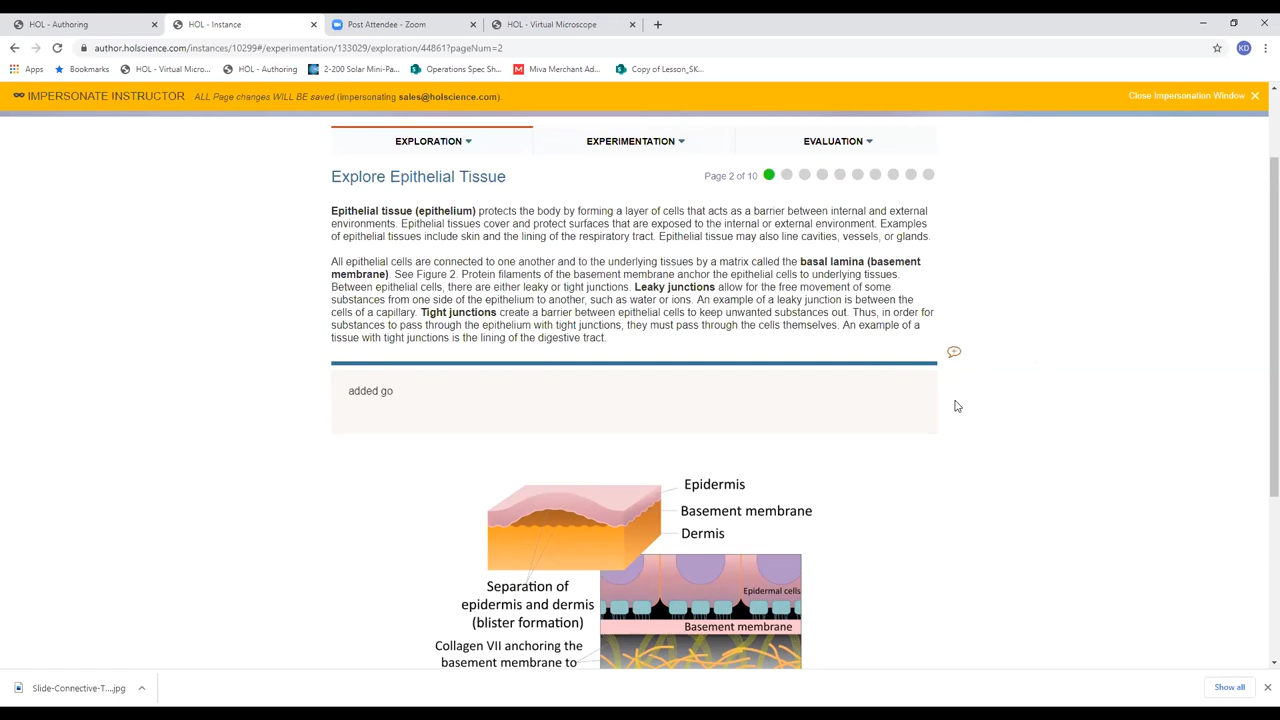 HOL - Authoring
HOL - Instance
Post Attendee - Zoom
HOL - Virtual Microscope
author.holscience.com/instances/10299#/experimentation/133029/exploration/44861?pageNum=2
KD
Apps
Bookmarks
HOL - Virtual Micro...
HOL - Authoring
2-200 Solar Mini-Pa...
Operations Spec Sh...
Miva Merchant Ad...
Copy of Lesson_SK...
IMPERSONATE INSTRUCTOR ALL Page changes WILL BE saved (impersonating sales@holscience.com).
Close Impersonation Window
EXPLORATION
EXPERIMENTATION
EVALUATION
Explore Epithelial Tissue
Page 2 of 10
Epithelial tissue (epithelium) protects the body by forming a layer of cells that acts as a barrier between internal and external
environments. Epithelial tissues cover and protect surfaces that are exposed to the internal or external environment. Examples
of epithelial tissues include skin and the lining of the respiratory tract. Epithelial tissue may also line cavities, vessels, or glands.
All epithelial cells are connected to one another and to the underlying tissues by a matrix called the basal lamina (basement
membrane). See Figure 2. Protein filaments of the basement membrane anchor the epithelial cells to underlying tissues.
Between epithelial cells, there are either leaky or tight junctions. Leaky junctions allow for the free movement of some
substances from one side of the epithelium to another, such as water or ions. An example of a leaky junction is between the
cells of a capillary. Tight junctions create a barrier between epithelial cells to keep unwanted substances out. Thus, in order for
substances to pass through the epithelium with tight junctions, they must pass through the cells themselves. An example of a
tissue with tight junctions is the lining of the digestive tract.
added go
Epidermis
Basement membrane
Dermis
Separation of
epidermis and dermis
(blister formation)
Epidermal cells
Basement membrane
Collagen VII anchoring the
basement membrane to
Slide-Connective-T....jpg
Show all